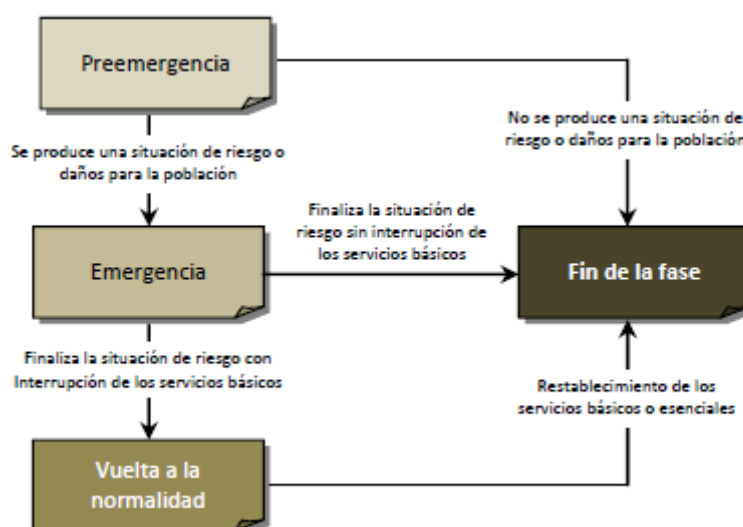 Preemergencia
Se produce una situación de riesgo o
daños para la población
No se produce una situación de
riesgo o daños para la población
Emergencia
Finaliza la situación de
riesgo sin interrupción de
los servicios básicos
Fin de la fase
Finaliza la situación de riesgo con
Interrupción de los servicios básicos
Restablecimiento de los
servicios básicos o esenciales
Vuelta a la
normalidad